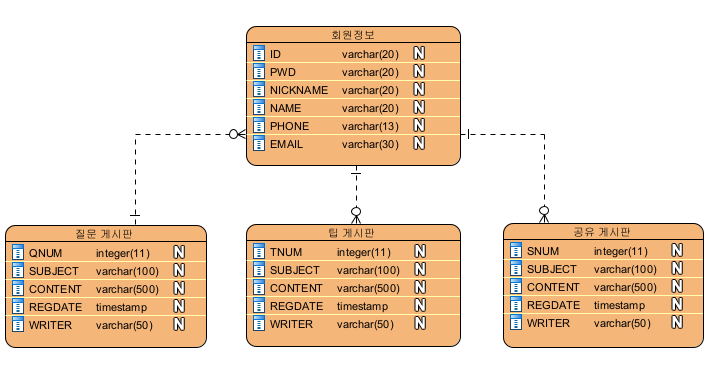 회원정보
ID varchar(20) N
PWD varchar(20) N
NICKNAME varchar(20) N
NAME varchar(20) N
PHONE varchar(13) N
EMAIL varchar(30) N
질문 게시판
QNUM integer(11) N
SUBJECT varchar(100) N
CONTENT varchar(500) N
REGDATE timestamp N
WRITER varchar(50) N
팁 게시판
TNUM integer(11) N
SUBJECT varchar(100) N
CONTENT varchar(500) N
REGDATE timestamp N
WRITER varchar(50) N
공유 게시판
SNUM integer(11) N
SUBJECT varchar(100) N
CONTENT varchar(500) N
REGDATE timestamp N
WRITER varchar(50) N